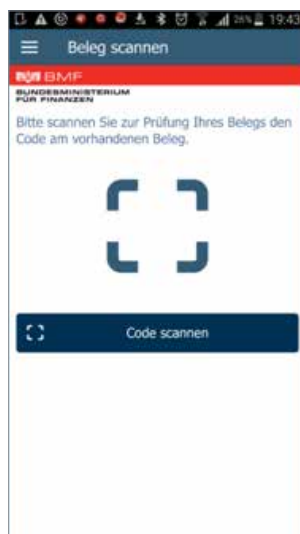 26% 19:43
Beleg scannen
BMF
BUNDESMINISTERIUM
FÜR FINANZEN
Bitte scannen Sie zur Prüfung Ihres Belegs den
Code am vorhandenen Beleg.
Code scannen